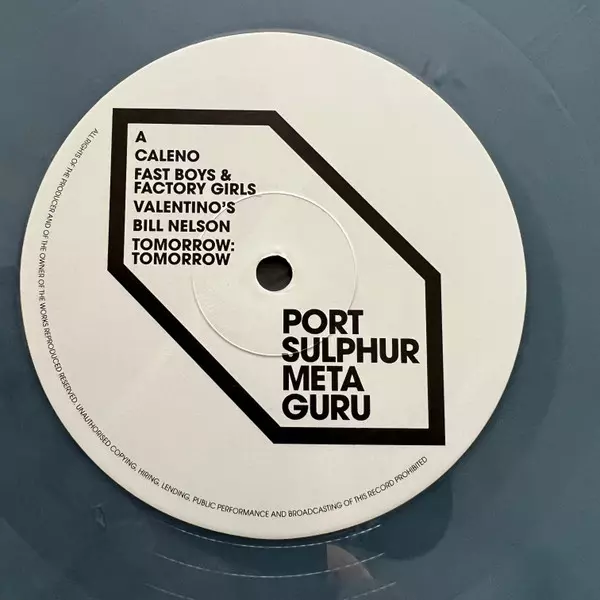 A
CALENO
FAST BOYS &
FACTORY GIRLS
VALENTINO'S
BILL NELSON
TOMORROW:
TOMORROW
PORT
SULPHUR
META
GURU
ALL RIGHTS OF THE PRODUCER AND OF THE OWNER OF THE WORKS REPRODUCED RESERVED. UNAUTHORISED COPYING, HIRING, LENDING, PUBLIC PERFORMANCE AND BROADCASTING OF THIS RECORD PROHIBITED